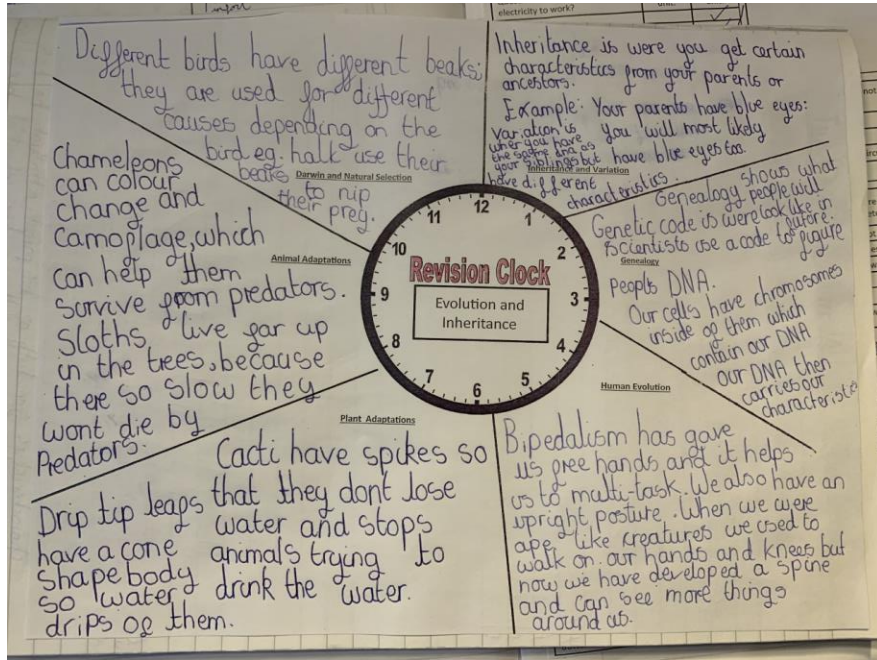 electricity to work?
Different birds have different beaks;
they are used for different
causes depending on the
bird eg. halk use their
beaks to nip
their prey.
Darwin and Natural Selection
Inheritance is were you get certain
characteristics from your parents or
ancestors.
Example: Your parents have blue eyes:
you will most likely
have blue eyes too.
variation is
when you have
the same and as
your siblings but
have different
characteristics.
Inheritance and Variation
Genealogy shows what
people will
look like in
future.
Genetic code is were
scientists use a code to figure
Peopls DNA.
Our cells have chromosomes
inside of them which
contain our DNA
our DNA then
carries our
characteristic
Genealogy
Human Evolution
Bipedalism has gave
us free hands and it helps
us to multi-task. We also have an
upright posture. When we were
ape like creatures we used to
walk on our hands and knees but
now we have developed a spine
and can see more things
around us.
Plant Adaptations
Cacti have spikes so
that they dont lose
water and stops
animals trying to
drink the water.
Drip tip leafs
have a cone
shape body
so water
drips of them.
Animal Adaptations
Chameleons
can colour
change and
Camoflage, which
can help them
survive from predators.
Sloths, live far up
in the trees, because
there so slow they
wont die by
Predators.
Revision Clock
Evolution and
Inheritance
12
1
2
3
4
5
6
7
8
9
10
11